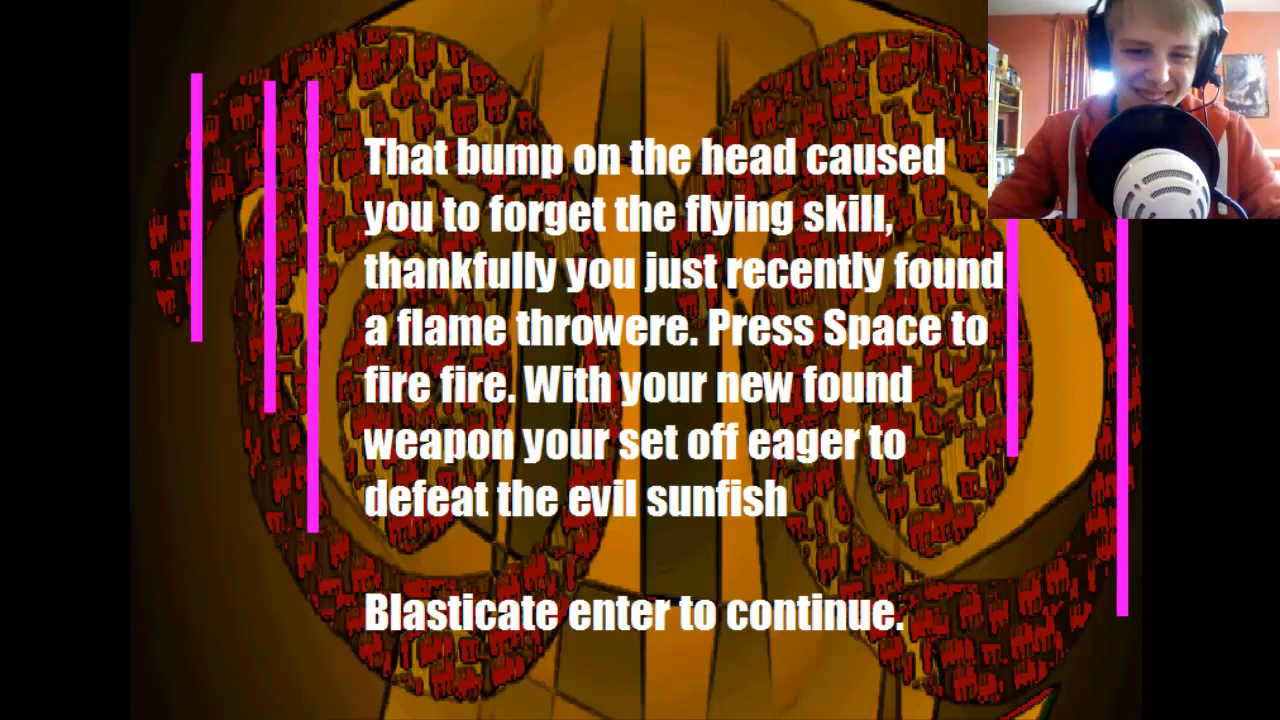 That bump on the head caused
you to forget the flying skill,
thankfully you just recently found
a flame throwere. Press Space to
fire fire. With your new found
weapon your set off eager to
defeat the evil sunfish
Blasticate enter to continue.